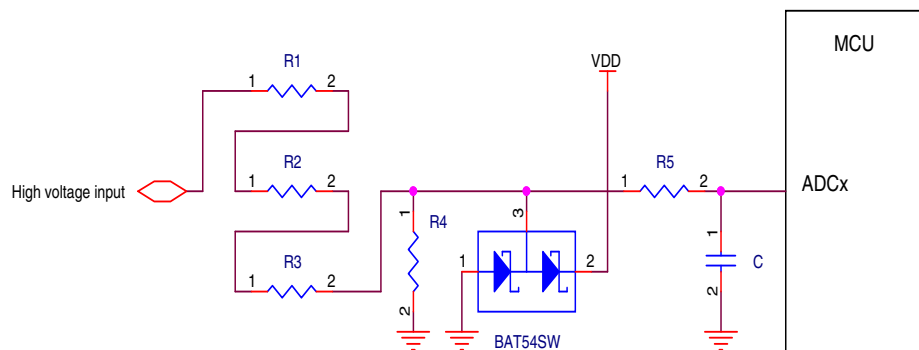 MCU
R1
VDD
1 2
R2
R5
High voltage input
1 2
1 2
ADCx
1
R4
3
R3
1 2
1 2
1
C
2
2
BAT54SW